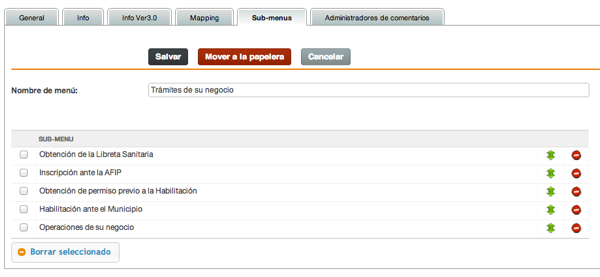 General Info Info Ver3.0 Mapping Sub-menus Administradores de comentarios
Salvar Mover a la papelera Cancelar
Nombre de menú: Trámites de su negocio
SUB-MENU
Obtención de la Libreta Sanitaria
Inscripción ante la AFIP
Obtención de permiso previo a la Habilitación
Habilitación ante el Municipio
Operaciones de su negocio
Borrar seleccionado